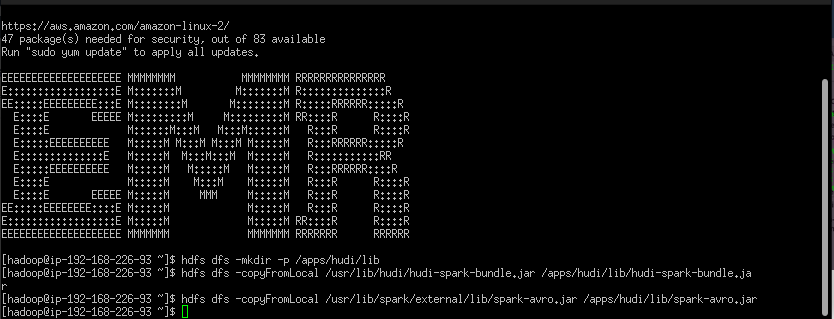 https://aws.amazon.com/amazon-linux-2/
47 package(s) needed for security, out of 83 available
Run "sudo yum update" to apply all updates.

EEEEEEEEEEEEEEEEEEEE MMMMMMMM           MMMMMMMM RRRRRRRRRRRRRRR
E::::::::::::::::::E M:::::::M         M:::::::M R::::::::::::::R
EE:::::EEEEEEEEE:::E M::::::::M       M::::::::M R:::::RRRRRR:::::R
  E::::E       EEEEE M:::::::::M     M:::::::::M RR::::R      R::::R
  E::::E             M::::::M:::M   M:::M::::::M   R:::R      R::::R
  E:::::EEEEEEEEEE   M:::::M M:::M M:::M M:::::M   R:::RRRRRR:::::R
  E::::::::::::::E   M:::::M  M:::M:::M  M:::::M   R:::::::::::RR
  E:::::EEEEEEEEEE   M:::::M   M:::::M   M:::::M   R:::RRRRRR::::R
  E::::E             M:::::M    M:::M    M:::::M   R:::R      R::::R
  E::::E       EEEEE M:::::M     MMM     M:::::M   R:::R      R::::R
EE:::::EEEEEEEE::::E M:::::M             M:::::M   R:::R      R::::R
E::::::::::::::::::E M:::::M             M:::::M RR::::R      R::::R
EEEEEEEEEEEEEEEEEEEE MMMMMMM             MMMMMMM RRRRRRR      RRRRRR

[hadoop@ip-192-168-226-93 ~]$ hdfs dfs -mkdir -p /apps/hudi/lib
[hadoop@ip-192-168-226-93 ~]$ hdfs dfs -copyFromLocal /usr/lib/hudi/hudi-spark-bundle.jar /apps/hudi/lib/hudi-spark-bundle.ja
r
[hadoop@ip-192-168-226-93 ~]$ hdfs dfs -copyFromLocal /usr/lib/spark/external/lib/spark-avro.jar /apps/hudi/lib/spark-avro.jar
[hadoop@ip-192-168-226-93 ~]$